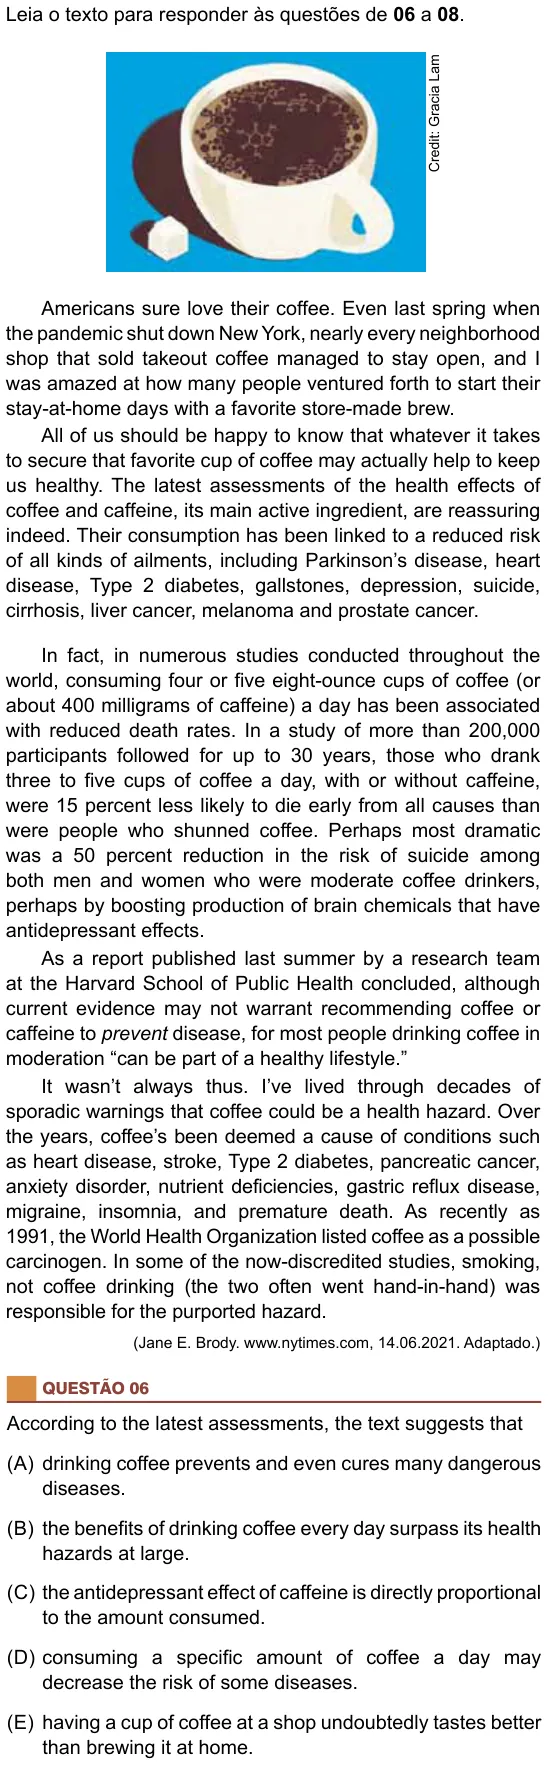 Leia o texto para responder às questões de 06 a 08.
Credit: Gracia Lam
Americans sure love their coffee. Even last spring when
the pandemic shut down New York, nearly every neighborhood
shop that sold takeout coffee managed to stay open, and I
was amazed at how many people ventured forth to start their
stay-at-home days with a favorite store-made brew.
All of us should be happy to know that whatever it takes
to secure that favorite cup of coffee may actually help to keep
us healthy. The latest assessments of the health effects of
coffee and caffeine, its main active ingredient, are reassuring
indeed. Their consumption has been linked to a reduced risk
of all kinds of ailments, including Parkinson’s disease, heart
disease, Type 2 diabetes, gallstones, depression, suicide,
cirrhosis, liver cancer, melanoma and prostate cancer.
In fact, in numerous studies conducted throughout the
world, consuming four or five eight-ounce cups of coffee (or
about 400 milligrams of caffeine) a day has been associated
with reduced death rates. In a study of more than 200,000
participants followed for up to 30 years, those who drank
three to five cups of coffee a day, with or without caffeine,
were 15 percent less likely to die early from all causes than
were people who shunned coffee. Perhaps most dramatic
was a 50 percent reduction in the risk of suicide among
both men and women who were moderate coffee drinkers,
perhaps by boosting production of brain chemicals that have
antidepressant effects.
As a report published last summer by a research team
at the Harvard School of Public Health concluded, although
current evidence may not warrant recommending coffee or
caffeine to prevent disease, for most people drinking coffee in
moderation “can be part of a healthy lifestyle.”
It wasn’t always thus. I’ve lived through decades of
sporadic warnings that coffee could be a health hazard. Over
the years, coffee’s been deemed a cause of conditions such
as heart disease, stroke, Type 2 diabetes, pancreatic cancer,
anxiety disorder, nutrient deficiencies, gastric reflux disease,
migraine, insomnia, and premature death. As recently as
1991, the World Health Organization listed coffee as a possible
carcinogen. In some of the now-discredited studies, smoking,
not coffee drinking (the two often went hand-in-hand) was
responsible for the purported hazard.
(Jane E. Brody. www.nytimes.com, 14.06.2021. Adaptado.)
QUESTÃO 06
According to the latest assessments, the text suggests that
(A) drinking coffee prevents and even cures many dangerous
diseases.
(B) the benefits of drinking coffee every day surpass its health
hazards at large.
(C) the antidepressant effect of caffeine is directly proportional
to the amount consumed.
(D) consuming a specific amount of coffee a day may
decrease the risk of some diseases.
(E) having a cup of coffee at a shop undoubtedly tastes better
than brewing it at home.